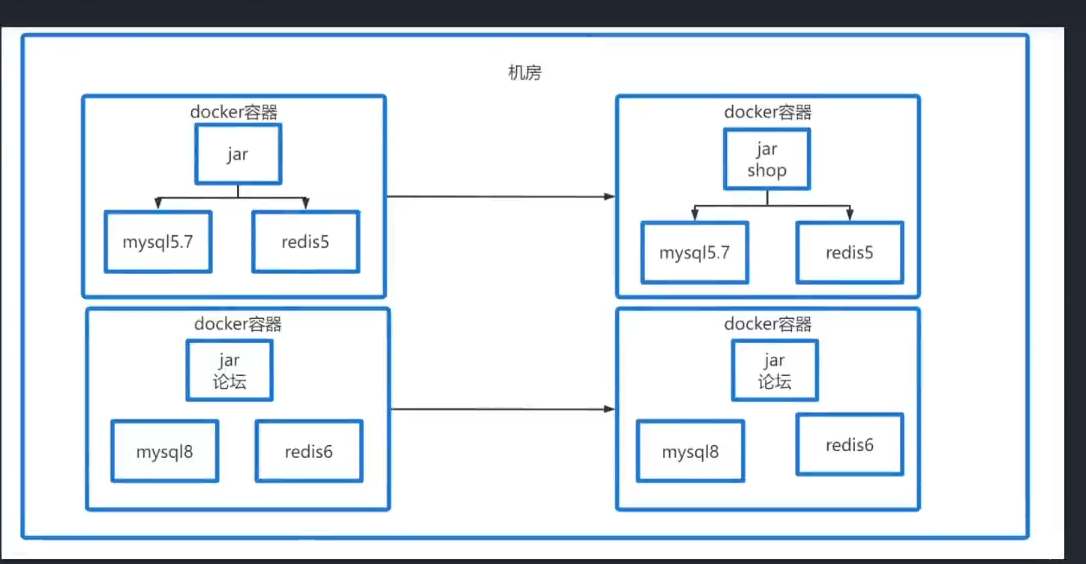 机房
docker容器
jar
mysql5.7
redis5
docker容器
jar
shop
mysql5.7
redis5
docker容器
jar
论坛
mysql8
redis6
docker容器
jar
论坛
mysql8
redis6